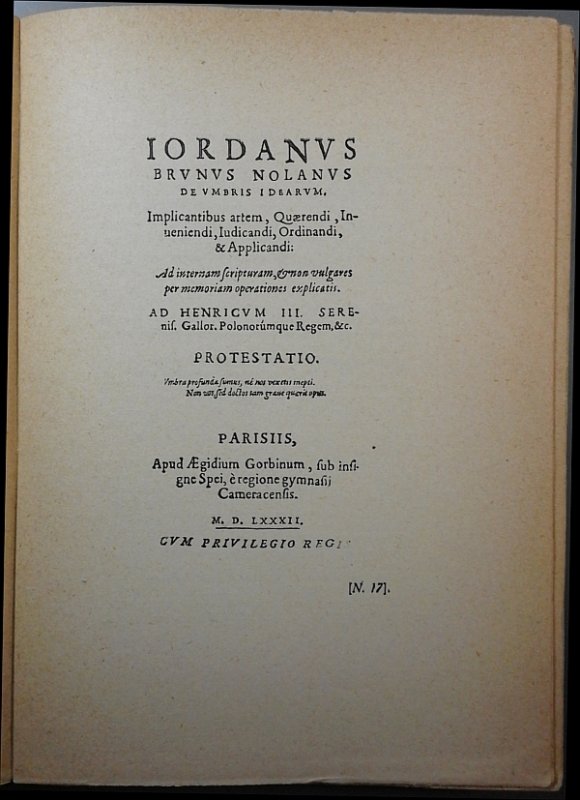 IORDANVS
BRVNVS NOLANVS
DE VMBRIS IDEARVM.
Implicantibus artem, Quærendi, In-
ueniendi, Iudicandi, Ordinandi,
& Applicandi:
Ad internam ſcripturam, & non vulgares
per memoriam operationes explicatis.
AD HENRICVM III. SERE-
niſ. Gallor. Polonorúmque Regem, &c.
PROTESTATIO.
Vmbra profunda ſumus, ne nos vexetis inepti.
Non vos, ſed doctos tam graue quærit opus.
PARISIIS,
Apud Ægidium Gorbinum, ſub inſi-
gne Spei, è regione gymnaſij
Cameracenſis.
M. D. LXXXII.
CVM PRIVILEGIO REGI
[N. 17].